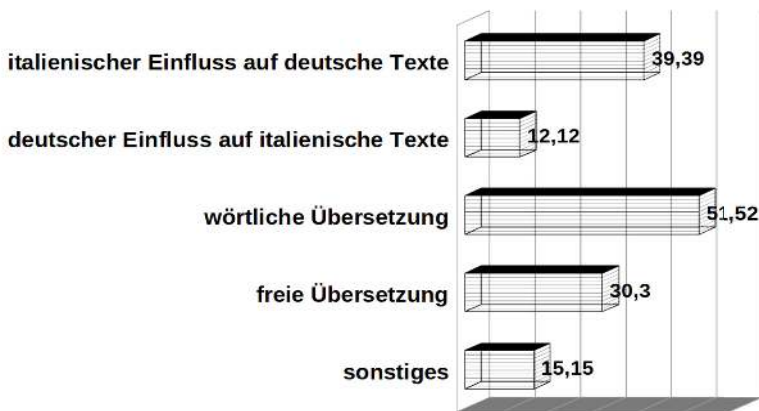 italienischer Einfluss auf deutsche Texte 39,39
deutscher Einfluss auf italienische Texte 12,12
wörtliche Übersetzung 51,52
freie Übersetzung 30,3
sonstiges 15,15